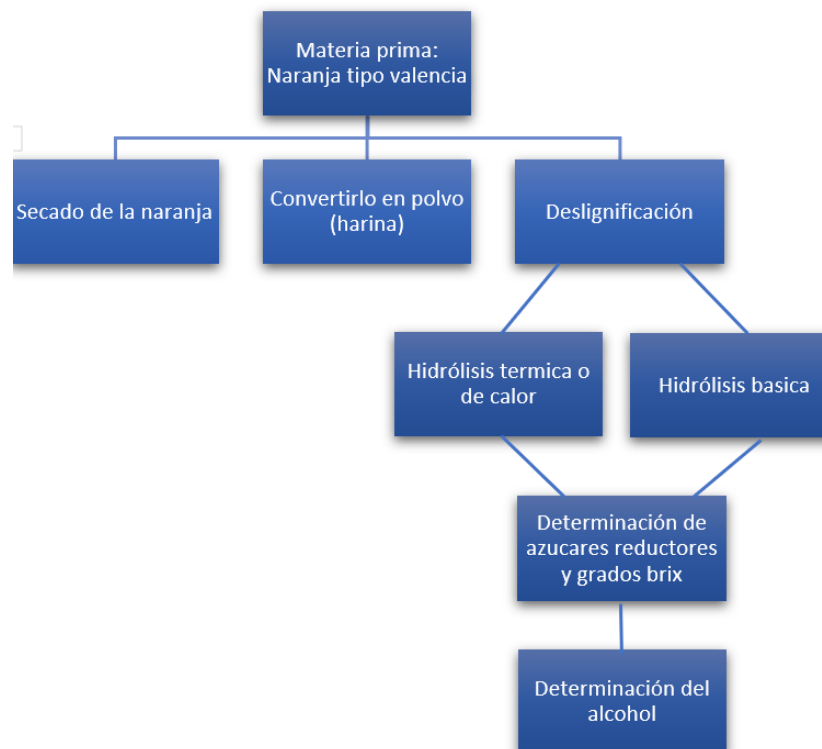 Materia prima:
Naranja tipo valencia
Secado de la naranja
Convertirlo en polvo
(harina)
Deslignificación
Hidrólisis termica o
de calor
Hidrólisis basica
Determinación de
azucares reductores
y grados brix
Determinación del
alcohol